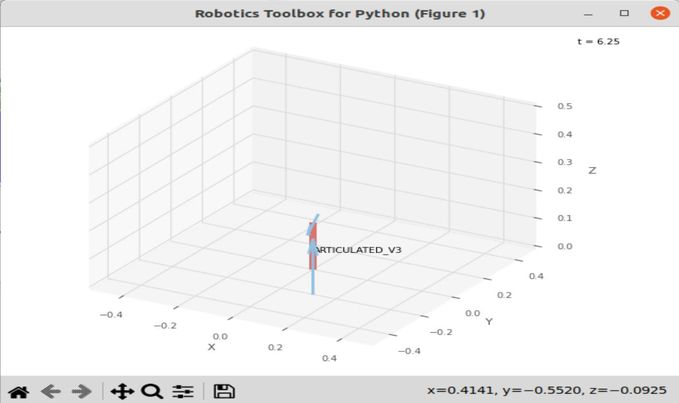 Robotics Toolbox for Python (Figure 1)
t = 6.25
0.5
0.4
0.3
Z
0.2
0.1
0.0
ARTICULATED_V3
0.4
0.2
0.0
Y
−0.2
−0.4
−0.4
−0.2
0.0
X
0.2
0.4
x=0.4141, y=−0.5520, z=−0.0925